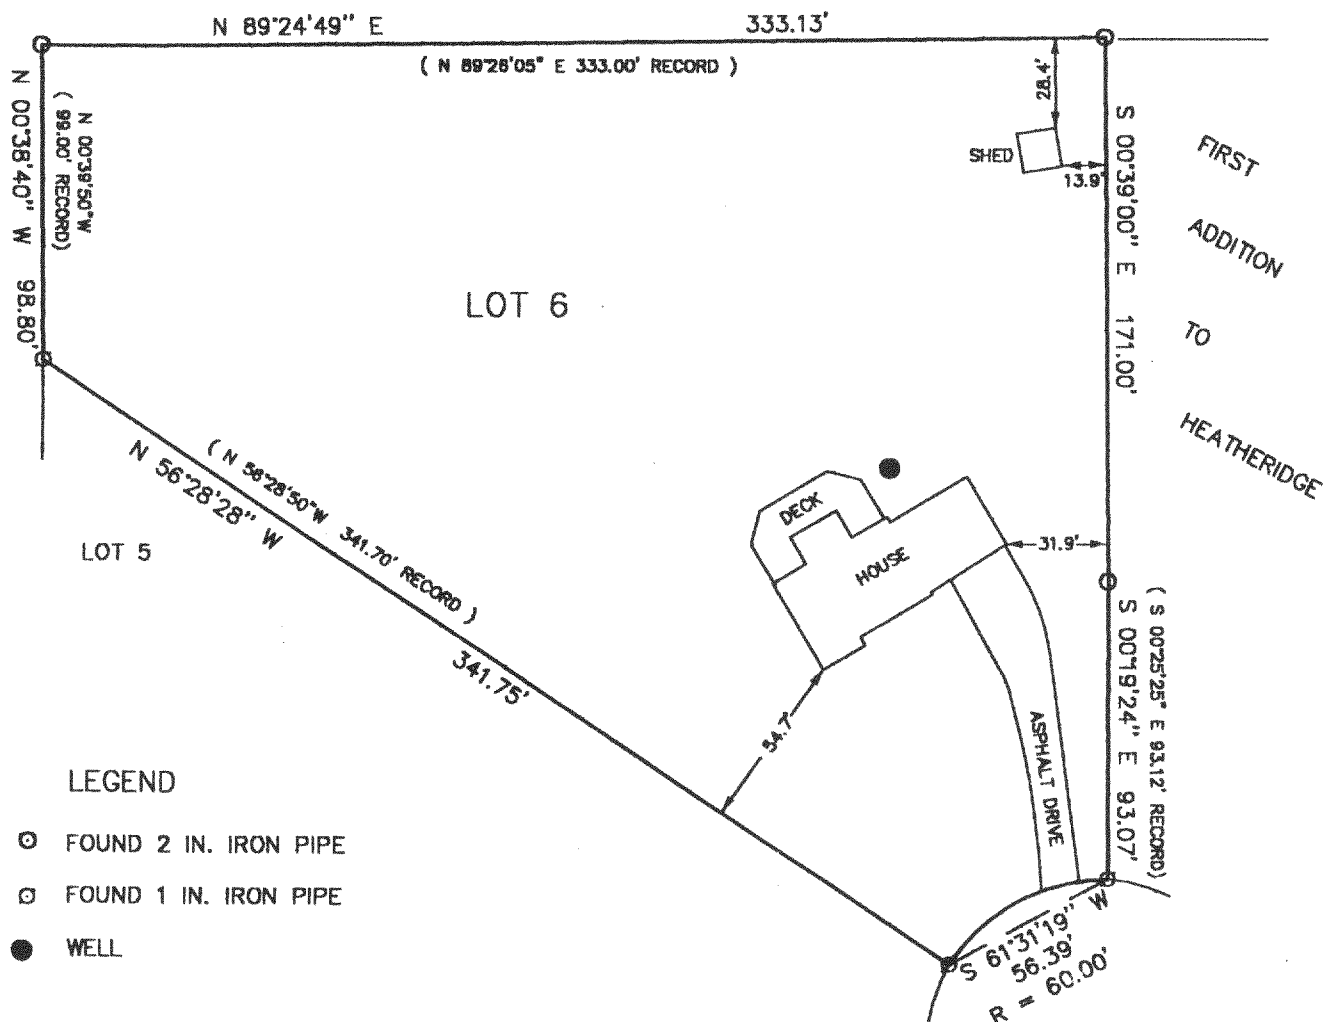 N 89°24'49" E 333.13'
( N 89°26'05" E 333.00' RECORD )
N 00°38'40" W 98.80'
N 00°39'50"W
( 99.00' RECORD)
28.4'
SHED
13.9'
S 00°39'00" E 171.00'
FIRST
ADDITION
TO
HEATHERIDGE
LOT 6
( N 56°28'50"W 341.70' RECORD )
N 56°28'28" W 341.75'
LOT 5
DECK
HOUSE
31.9'
54.7'
ASPHALT DRIVE
( S 00°25'25" E 93.12' RECORD)
S 00°19'24" E 93.07'
S 61°31'19" W
56.39'
R = 60.00'
LEGEND
FOUND 2 IN. IRON PIPE
FOUND 1 IN. IRON PIPE
WELL